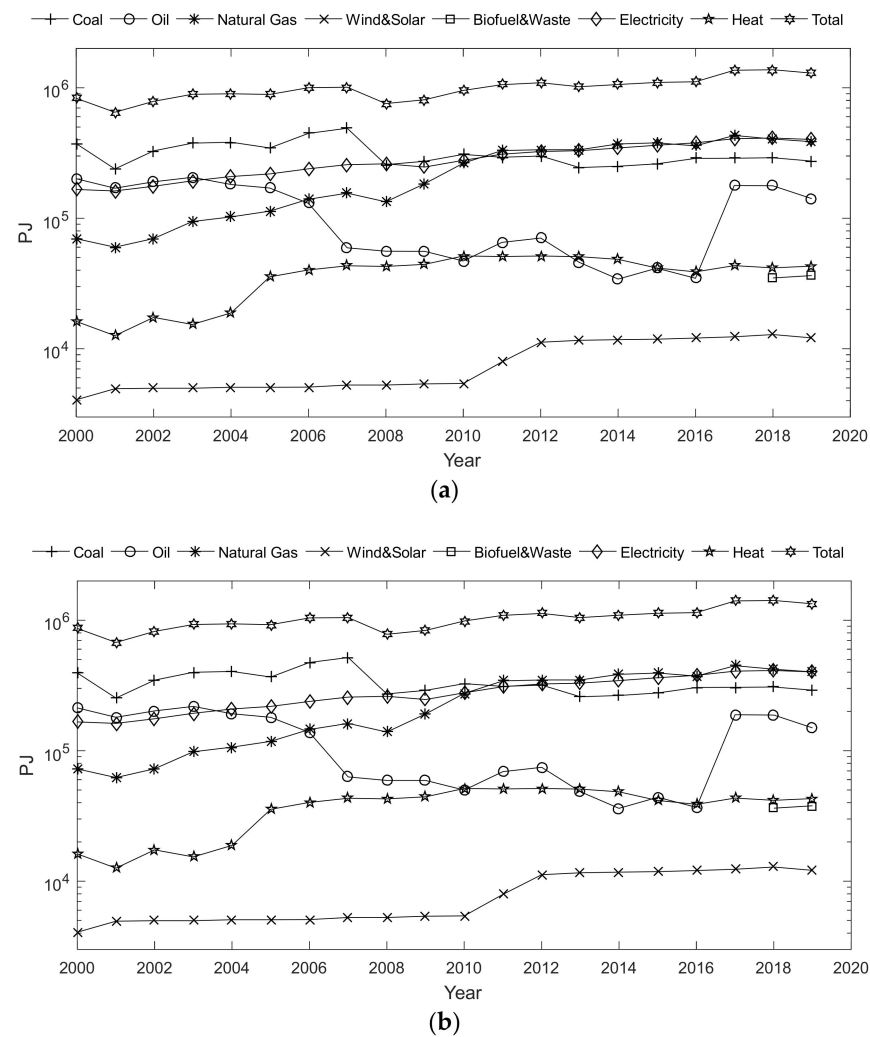 Coal Oil Natural Gas Wind&Solar Biofuel&Waste Electricity Heat Total
10^6
10^5
10^4
PJ
2000 2002 2004 2006 2008 2010 2012 2014 2016 2018 2020
Year
(a)
Coal Oil Natural Gas Wind&Solar Biofuel&Waste Electricity Heat Total
10^6
10^5
10^4
PJ
2000 2002 2004 2006 2008 2010 2012 2014 2016 2018 2020
Year
(b)